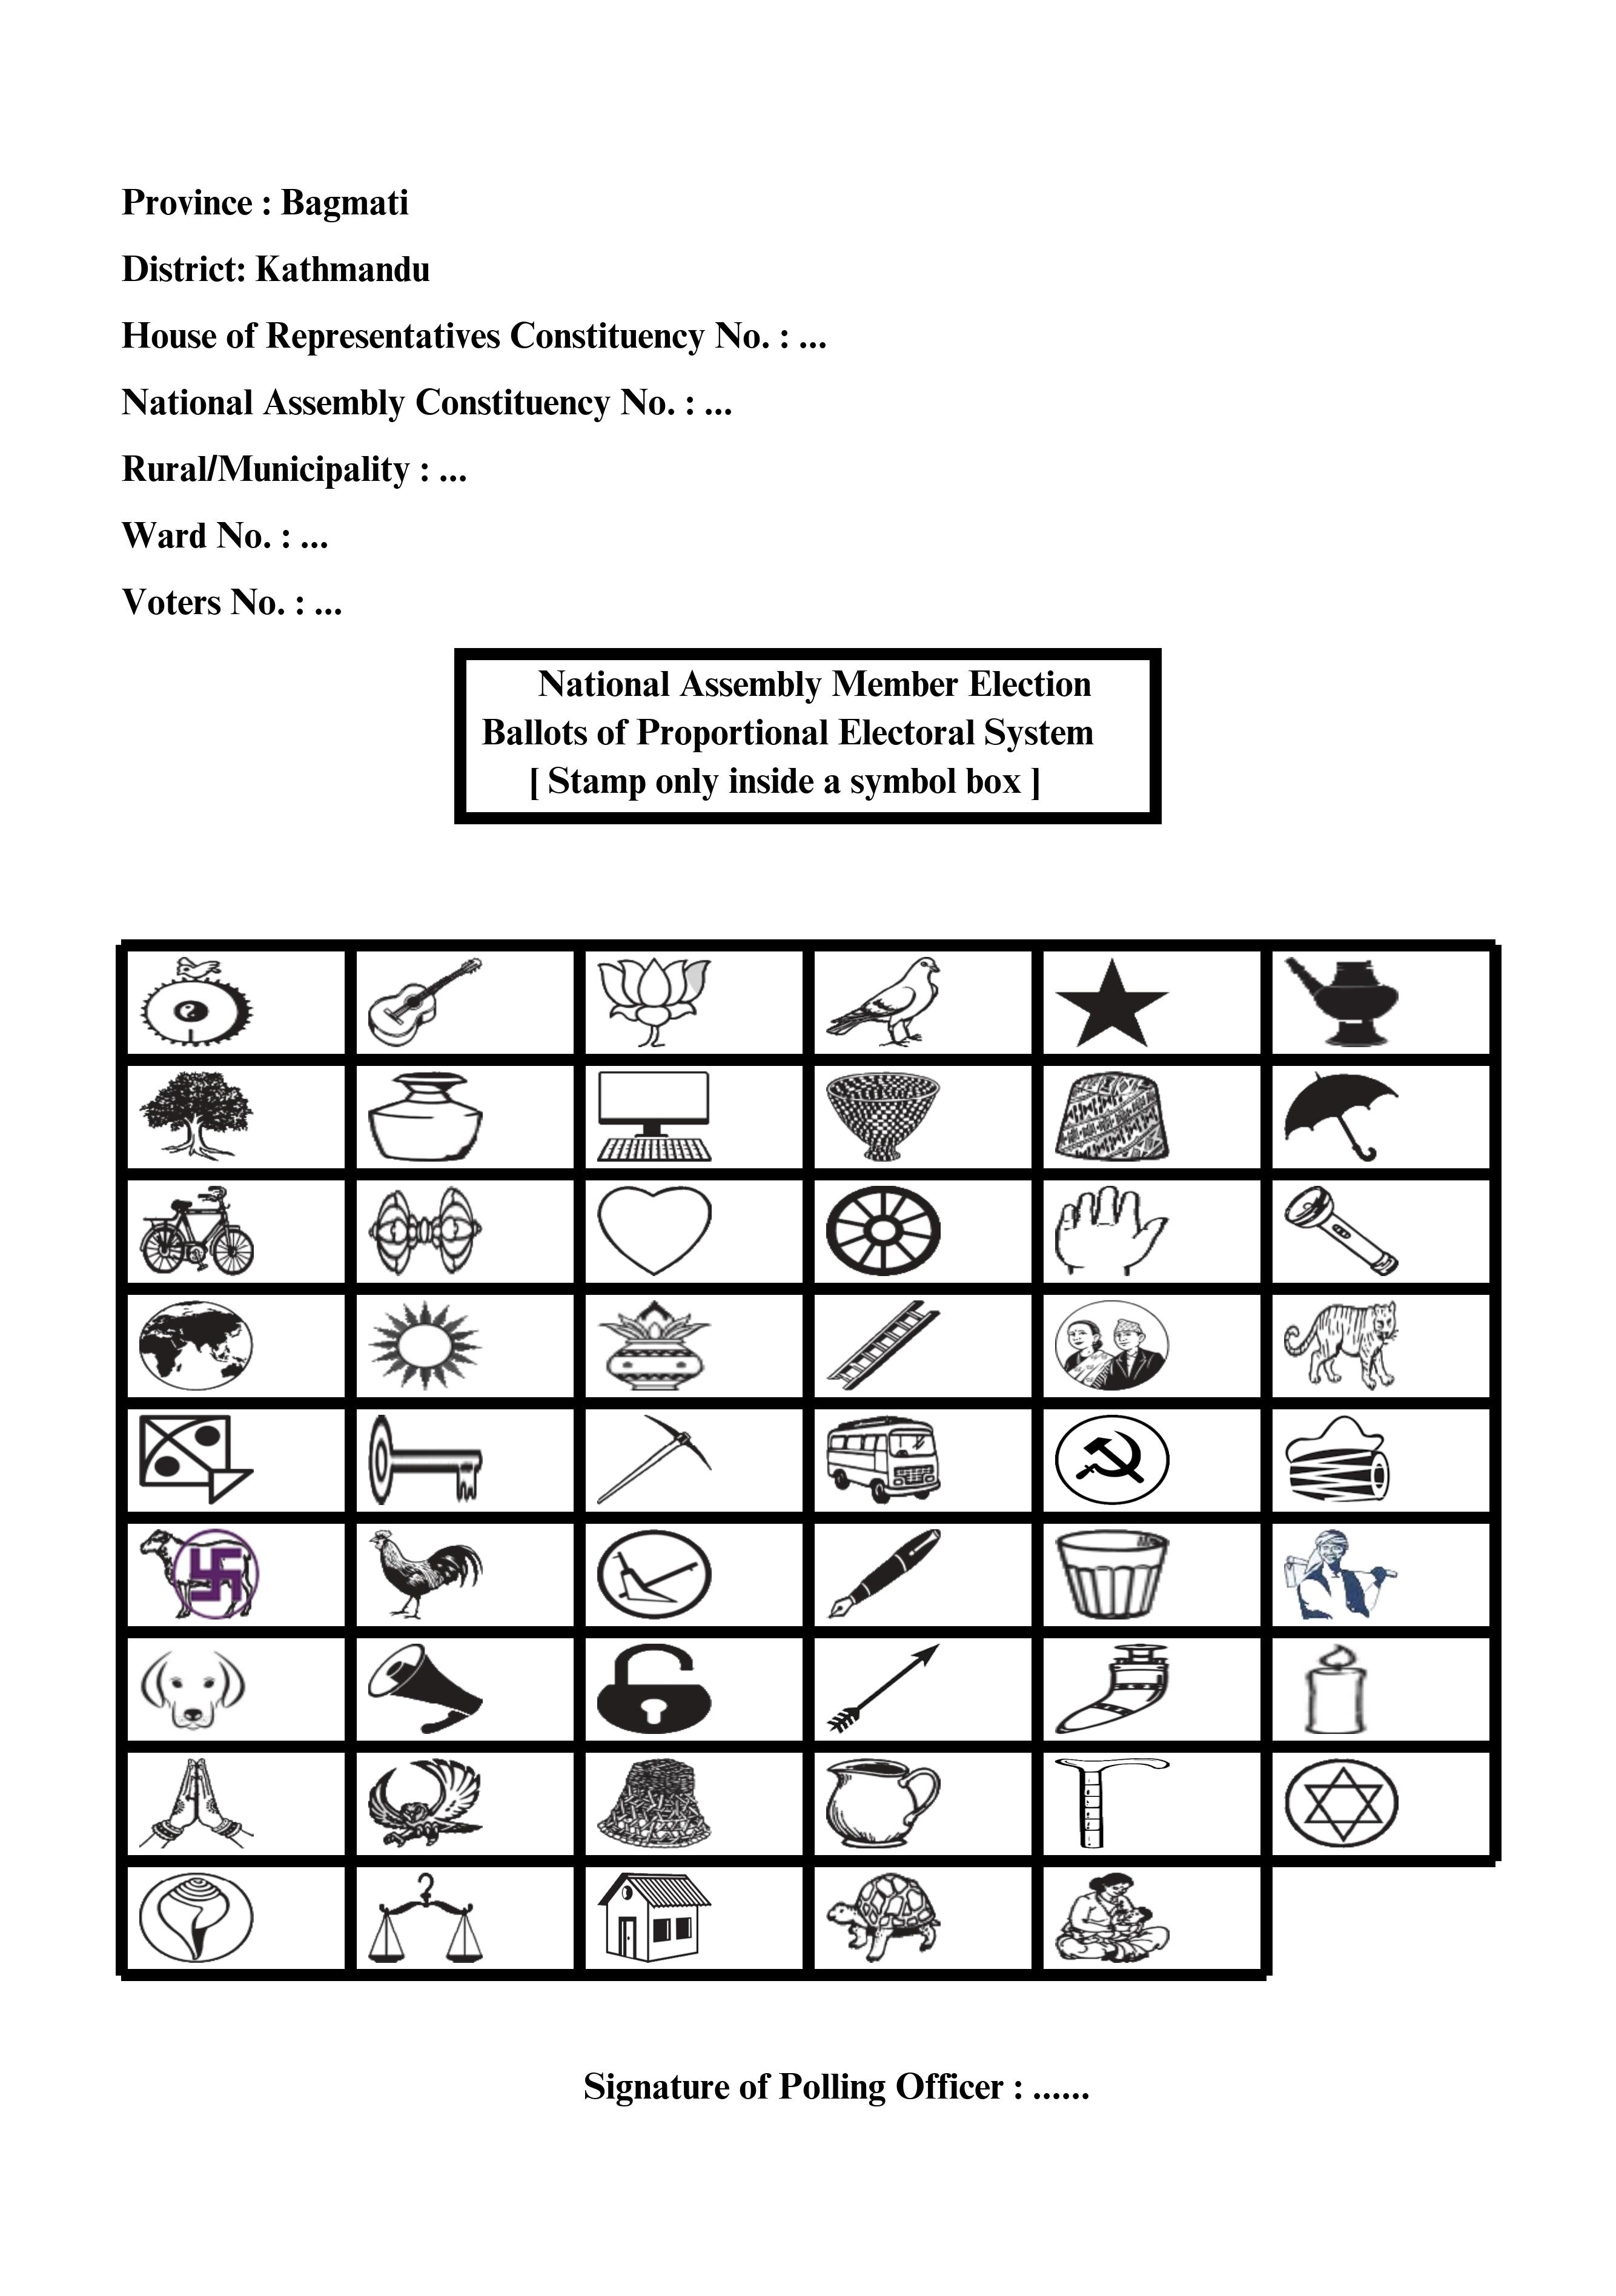 Province : Bagmati
District: Kathmandu
House of Representatives Constituency No. : ...
National Assembly Constituency No. : ...
Rural/Municipality : ...
Ward No. : ...
Voters No. : ...
National Assembly Member Election
Ballots of Proportional Electoral System
[ Stamp only inside a symbol box ]
Signature of Polling Officer : ......